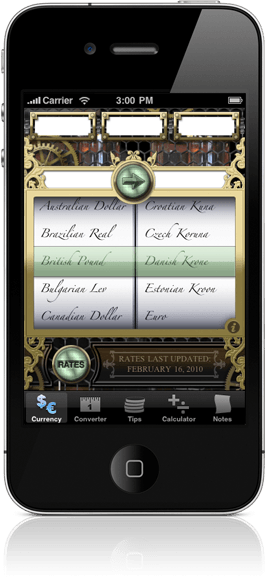 Carrier 3:00 PM
Australian Dollar Croatian Kuna
Brazilian Real Czech Koruna
British Pound Danish Krone
Bulgarian Lev Estonian Kroon
Canadian Dollar Euro
i
RATES
RATES LAST UPDATED
FEBRUARY 16, 2010
$ €
1
Currency Converter Tips Calculator Notes